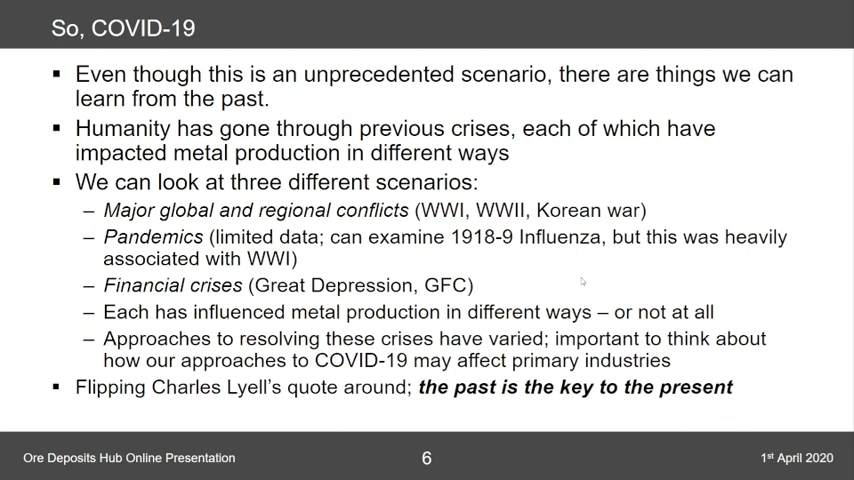 So, COVID-19
▪ Even though this is an unprecedented scenario, there are things we can
learn from the past.
▪ Humanity has gone through previous crises, each of which have
impacted metal production in different ways
▪ We can look at three different scenarios:
– Major global and regional conflicts (WWI, WWII, Korean war)
– Pandemics (limited data; can examine 1918-9 Influenza, but this was heavily
associated with WWI)
– Financial crises (Great Depression, GFC)
– Each has influenced metal production in different ways – or not at all
– Approaches to resolving these crises have varied; important to think about
how our approaches to COVID-19 may affect primary industries
▪ Flipping Charles Lyell's quote around; the past is the key to the present
Ore Deposits Hub Online Presentation
6
1st April 2020